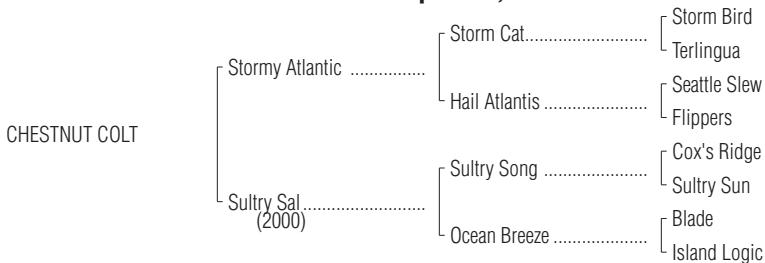 Storm Bird
Storm Cat..............................
Terlingua
Stormy Atlantic ..................
Seattle Slew
Hail Atlantis .........................
Flippers
CHESTNUT COLT
Cox's Ridge
Sultry Song .........................
Sultry Sun
Sultry Sal..............................
(2000)
Blade
Ocean Breeze .......................
Island Logic